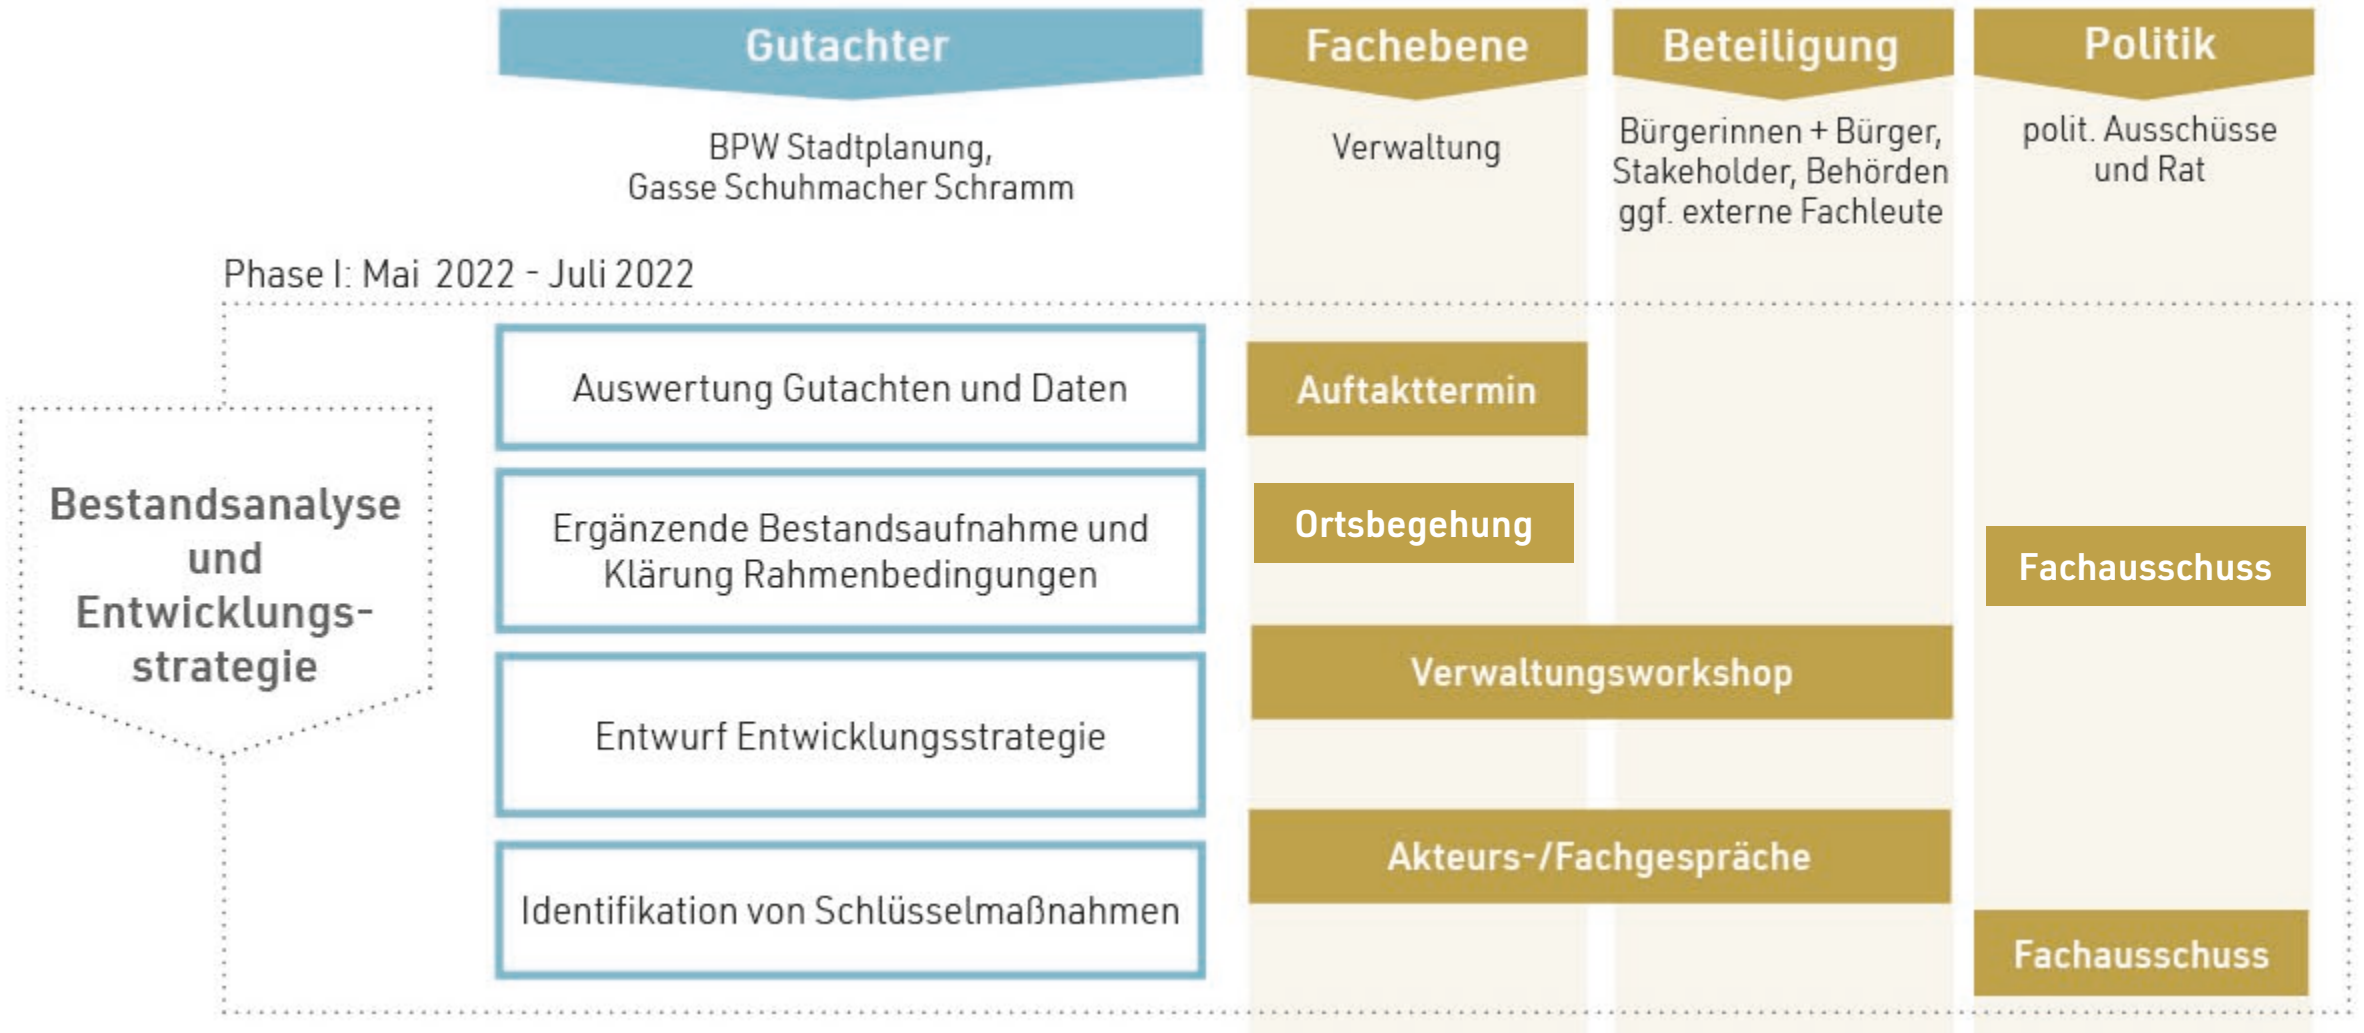 Gutachter
Fachebene
Beteiligung
Politik
BPW Stadtplanung,
Gasse Schuhmacher Schramm
Verwaltung
Bürgerinnen + Bürger,
Stakeholder, Behörden
ggf. externe Fachleute
polit. Ausschüsse
und Rat
Phase I: Mai 2022 - Juli 2022
Bestandsanalyse
und
Entwicklungs-
strategie
Auswertung Gutachten und Daten
Auftakttermin
Ergänzende Bestandsaufnahme und
Klärung Rahmenbedingungen
Ortsbegehung
Fachausschuss
Verwaltungsworkshop
Entwurf Entwicklungsstrategie
Akteurs-/Fachgespräche
Identifikation von Schlüsselmaßnahmen
Fachausschuss